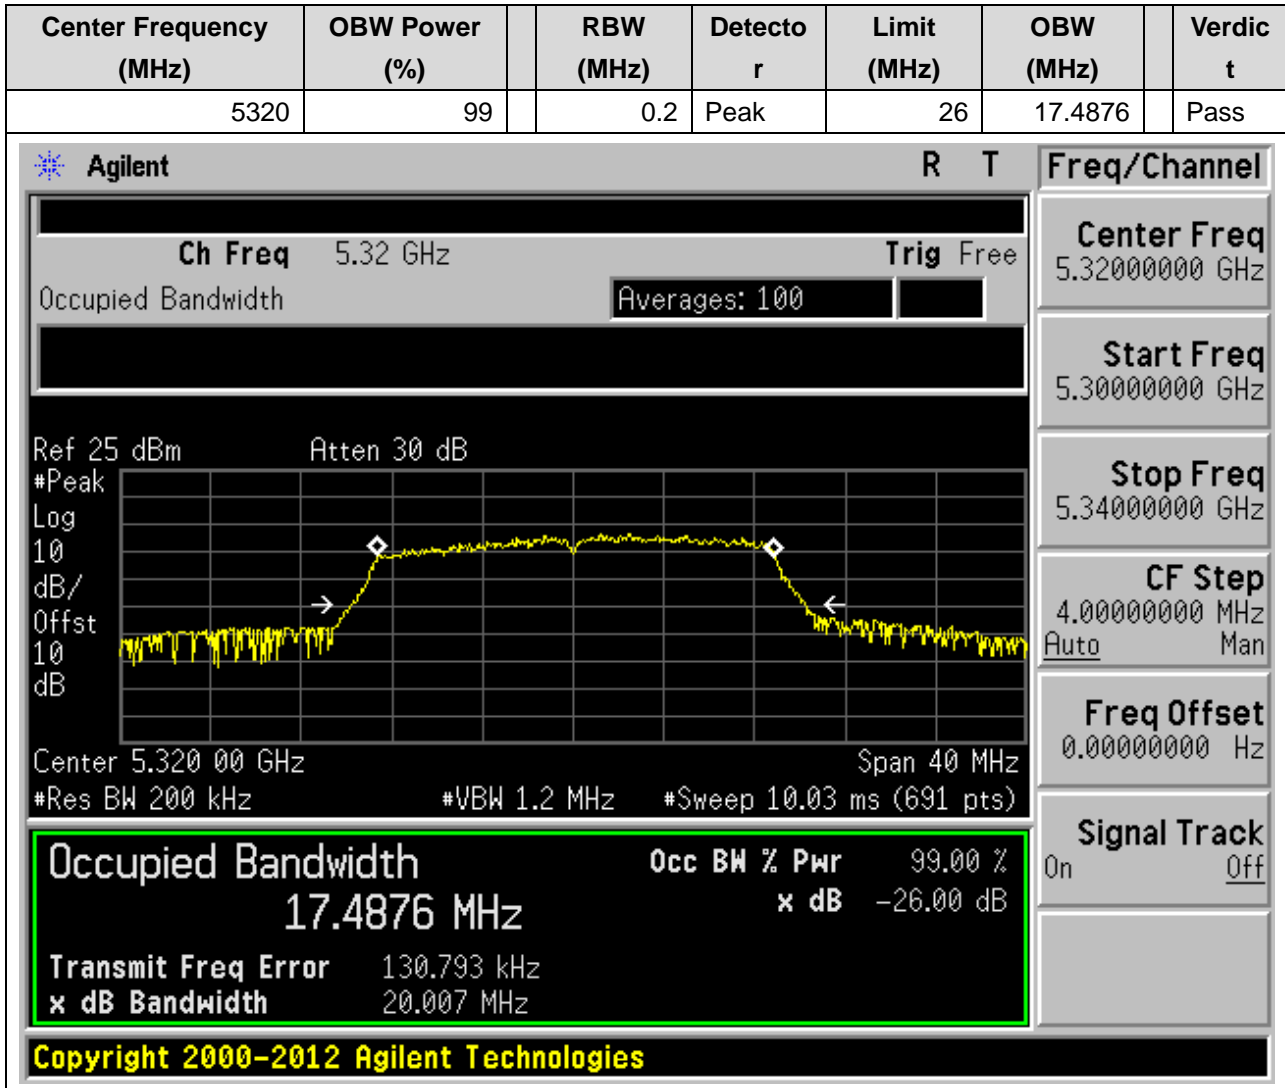 Center Frequency (MHz) OBW Power (%) RBW (MHz) Detector Limit (MHz) OBW (MHz) Verdict
5320 99 0.2 Peak 26 17.4876 Pass
Agilent R T Freq/Channel
Ch Freq 5.32 GHz Trig Free
Occupied Bandwidth Averages: 100
Center Freq
5.32000000 GHz
Start Freq
5.30000000 GHz
Stop Freq
5.34000000 GHz
CF Step
4.00000000 MHz
Auto Man
Freq Offset
0.00000000 Hz
Signal Track
On Off
Ref 25 dBm Atten 30 dB
#Peak
Log
10
dB/
Offst
10
dB
Center 5.320 00 GHz Span 40 MHz
#Res BW 200 kHz #VBW 1.2 MHz #Sweep 10.03 ms (691 pts)
Occupied Bandwidth Occ BW % Pwr 99.00 %
17.4876 MHz x dB -26.00 dB
Transmit Freq Error 130.793 kHz
x dB Bandwidth 20.007 MHz
Copyright 2000-2012 Agilent Technologies